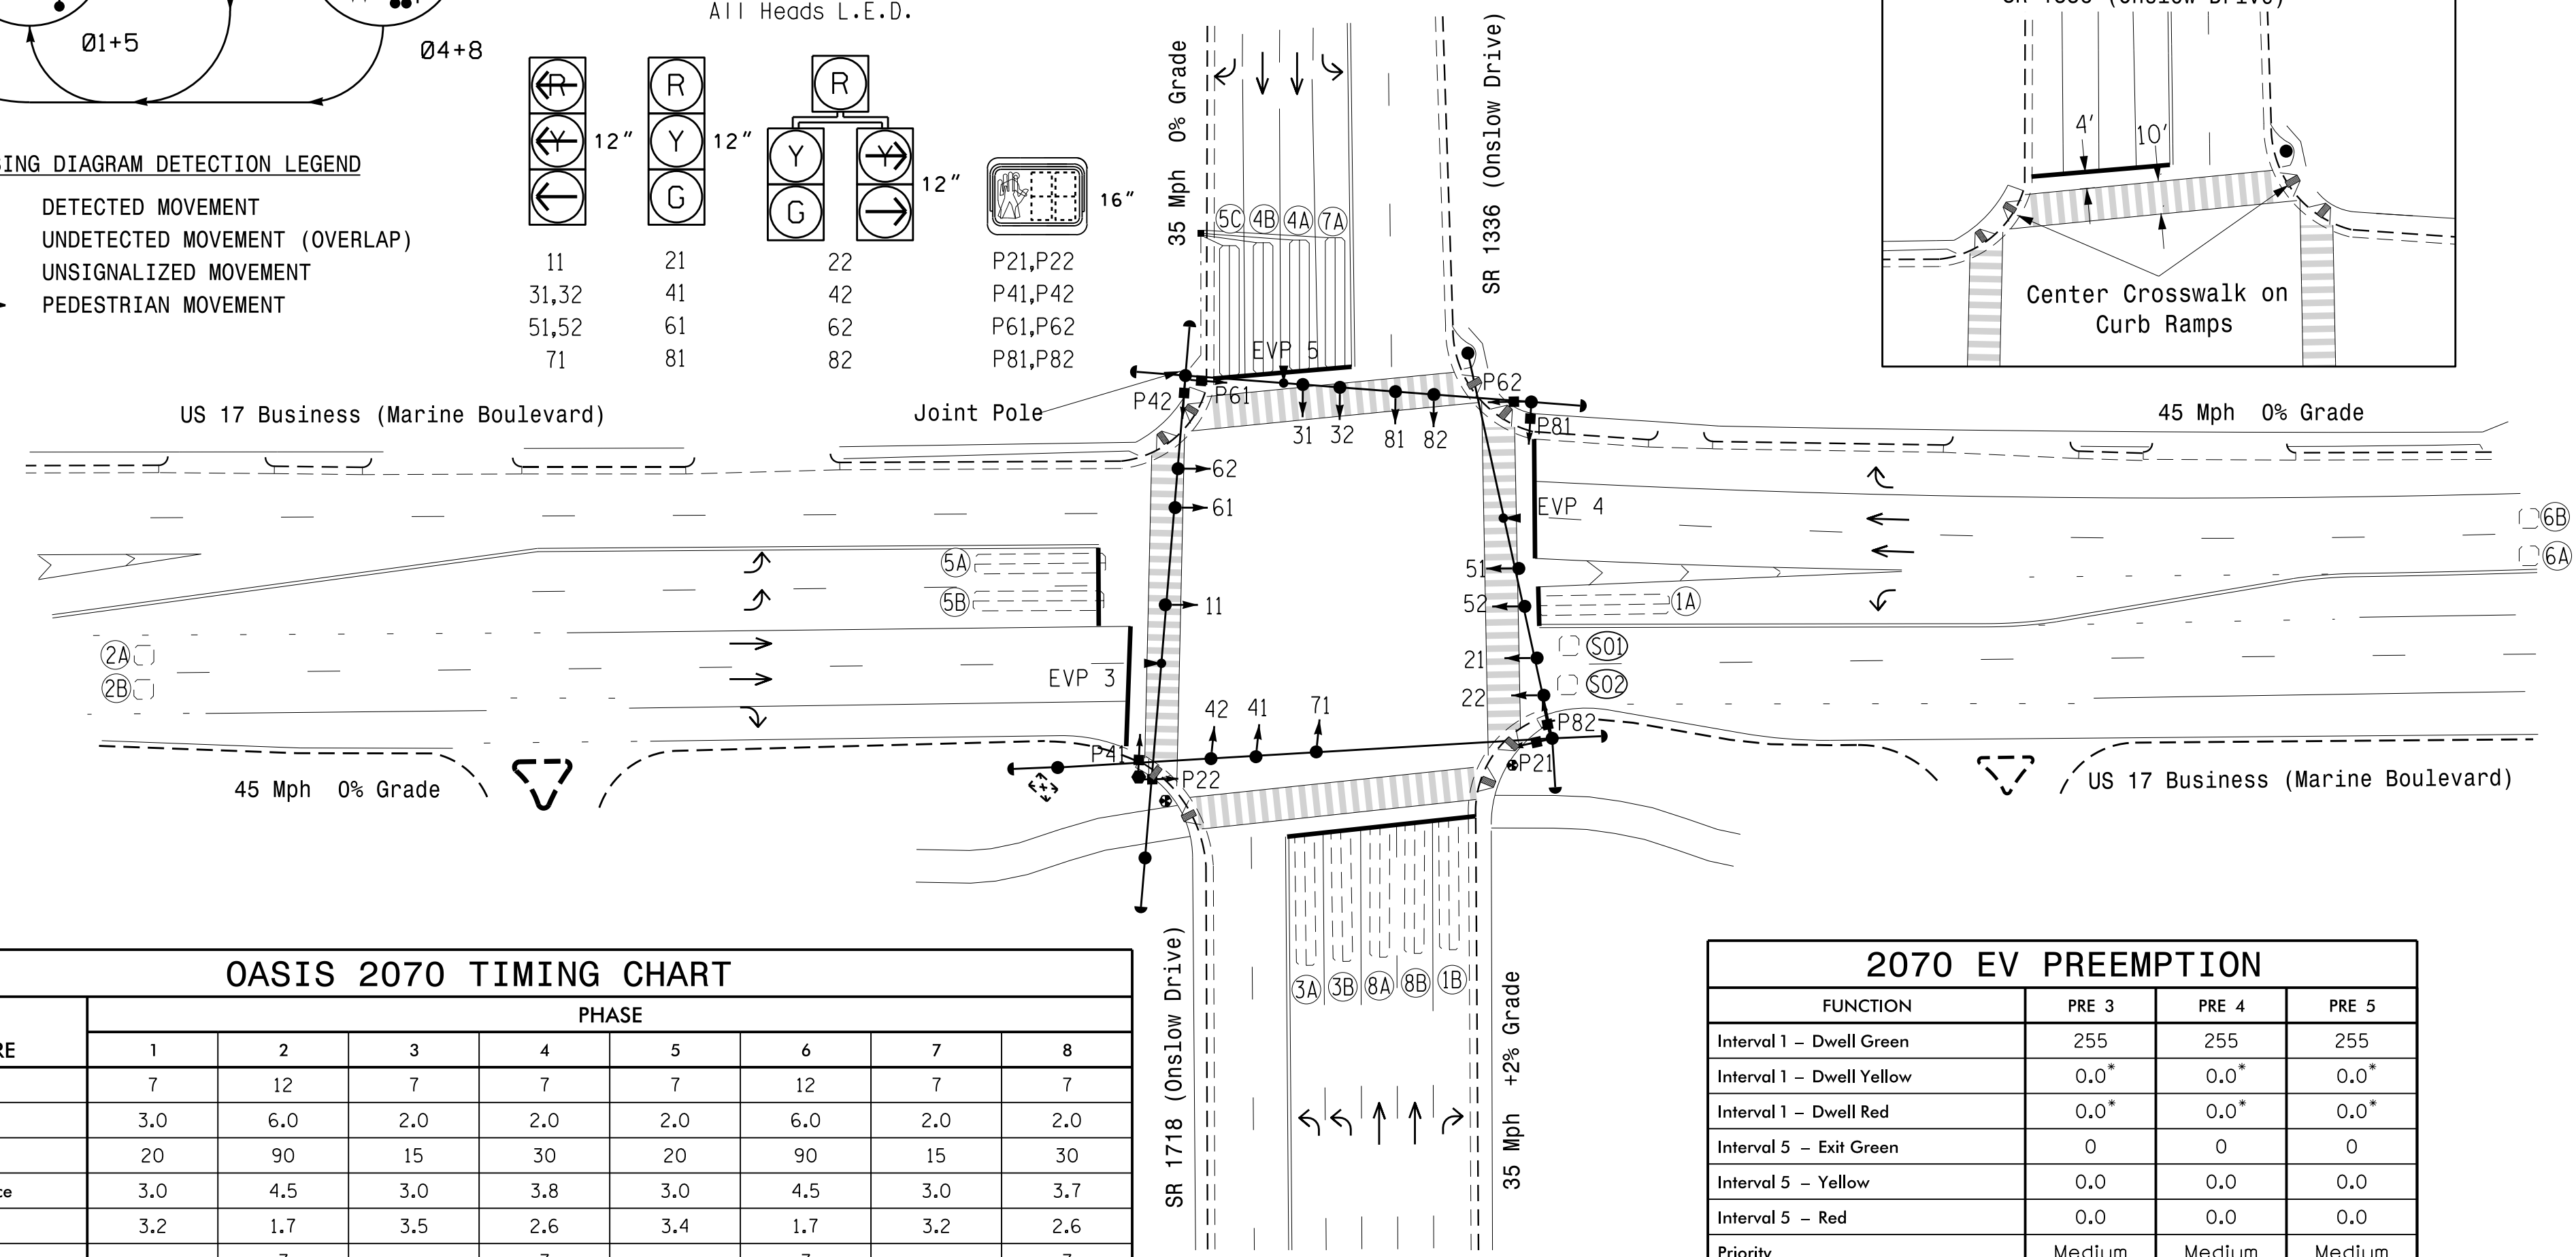 All Heads L.E.D.
Ø1+5
Ø4+8
DIAGRAM DETECTION LEGEND
DETECTED MOVEMENT
UNDETECTED MOVEMENT (OVERLAP)
UNSIGNALIZED MOVEMENT
PEDESTRIAN MOVEMENT
R
Y
12"
R
Y
G
12"
R
Y
Y
G
12"
16"
11
31,32
51,52
71
21
41
61
81
22
42
62
82
P21,P22
P41,P42
P61,P62
P81,P82
35 Mph 0% Grade
SR 1336 (Onslow Drive)
5C
4B
4A
7A
4'
10'
Center Crosswalk on
Curb Ramps
EVP 5
P61
P42
P62
P81
Joint Pole
31
32
81
82
US 17 Business (Marine Boulevard)
45 Mph 0% Grade
62
61
11
EVP 3
EVP 4
51
52
21
22
5A
5B
2A
2B
6B
6A
1A
S01
S02
42
41
71
P41
P22
P82
P21
45 Mph 0% Grade
US 17 Business (Marine Boulevard)
3A
3B
8A
8B
1B
SR 1718 (Onslow Drive)
35 Mph +2% Grade
OASIS 2070 TIMING CHART
PHASE
1 2 3 4 5 6 7 8
7 12 7 7 7 12 7 7
3.0 6.0 2.0 2.0 2.0 6.0 2.0 2.0
20 90 15 30 20 90 15 30
3.0 4.5 3.0 3.8 3.0 4.5 3.0 3.7
3.2 1.7 3.5 2.6 3.4 1.7 3.2 2.6
2070 EV PREEMPTION
FUNCTION PRE 3 PRE 4 PRE 5
Interval 1 – Dwell Green 255 255 255
Interval 1 – Dwell Yellow 0.0* 0.0* 0.0*
Interval 1 – Dwell Red 0.0* 0.0* 0.0*
Interval 5 – Exit Green 0 0 0
Interval 5 – Yellow 0.0 0.0 0.0
Interval 5 – Red 0.0 0.0 0.0
Priority Medium Medium Medium